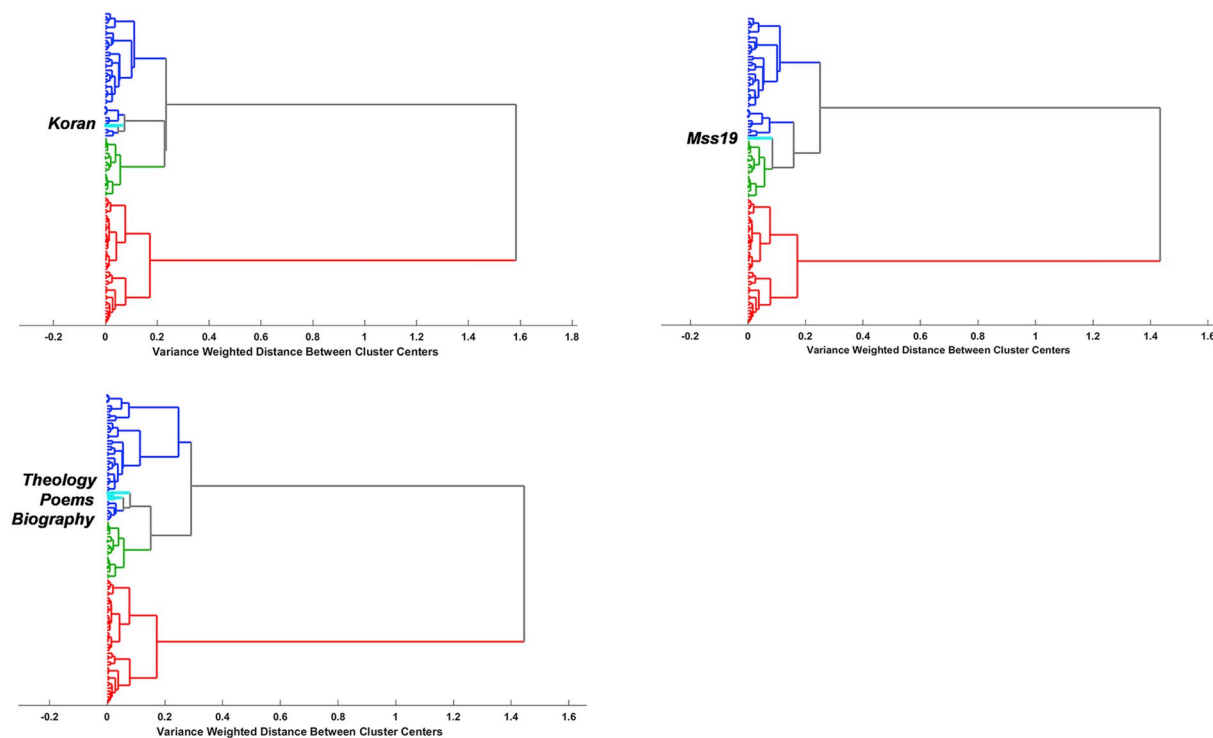 Koran
-0.2 0 0.2 0.4 0.6 0.8 1 1.2 1.4 1.6 1.8
Variance Weighted Distance Between Cluster Centers
Mss19
-0.2 0 0.2 0.4 0.6 0.8 1 1.2 1.4 1.6
Variance Weighted Distance Between Cluster Centers
Theology
Poems
Biography
-0.2 0 0.2 0.4 0.6 0.8 1 1.2 1.4 1.6
Variance Weighted Distance Between Cluster Centers